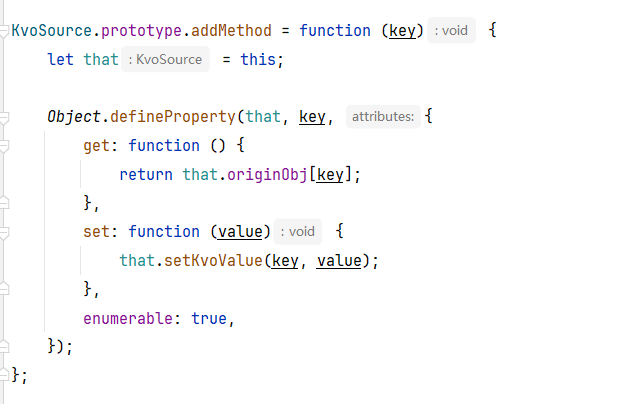 KvoSource.prototype.addMethod = function (key) : void {
let that : KvoSource = this;
Object.defineProperty(that, key, attributes: {
get: function () {
return that.originObj[key];
},
set: function (value) : void {
that.setKvoValue(key, value);
},
enumerable: true,
});
};